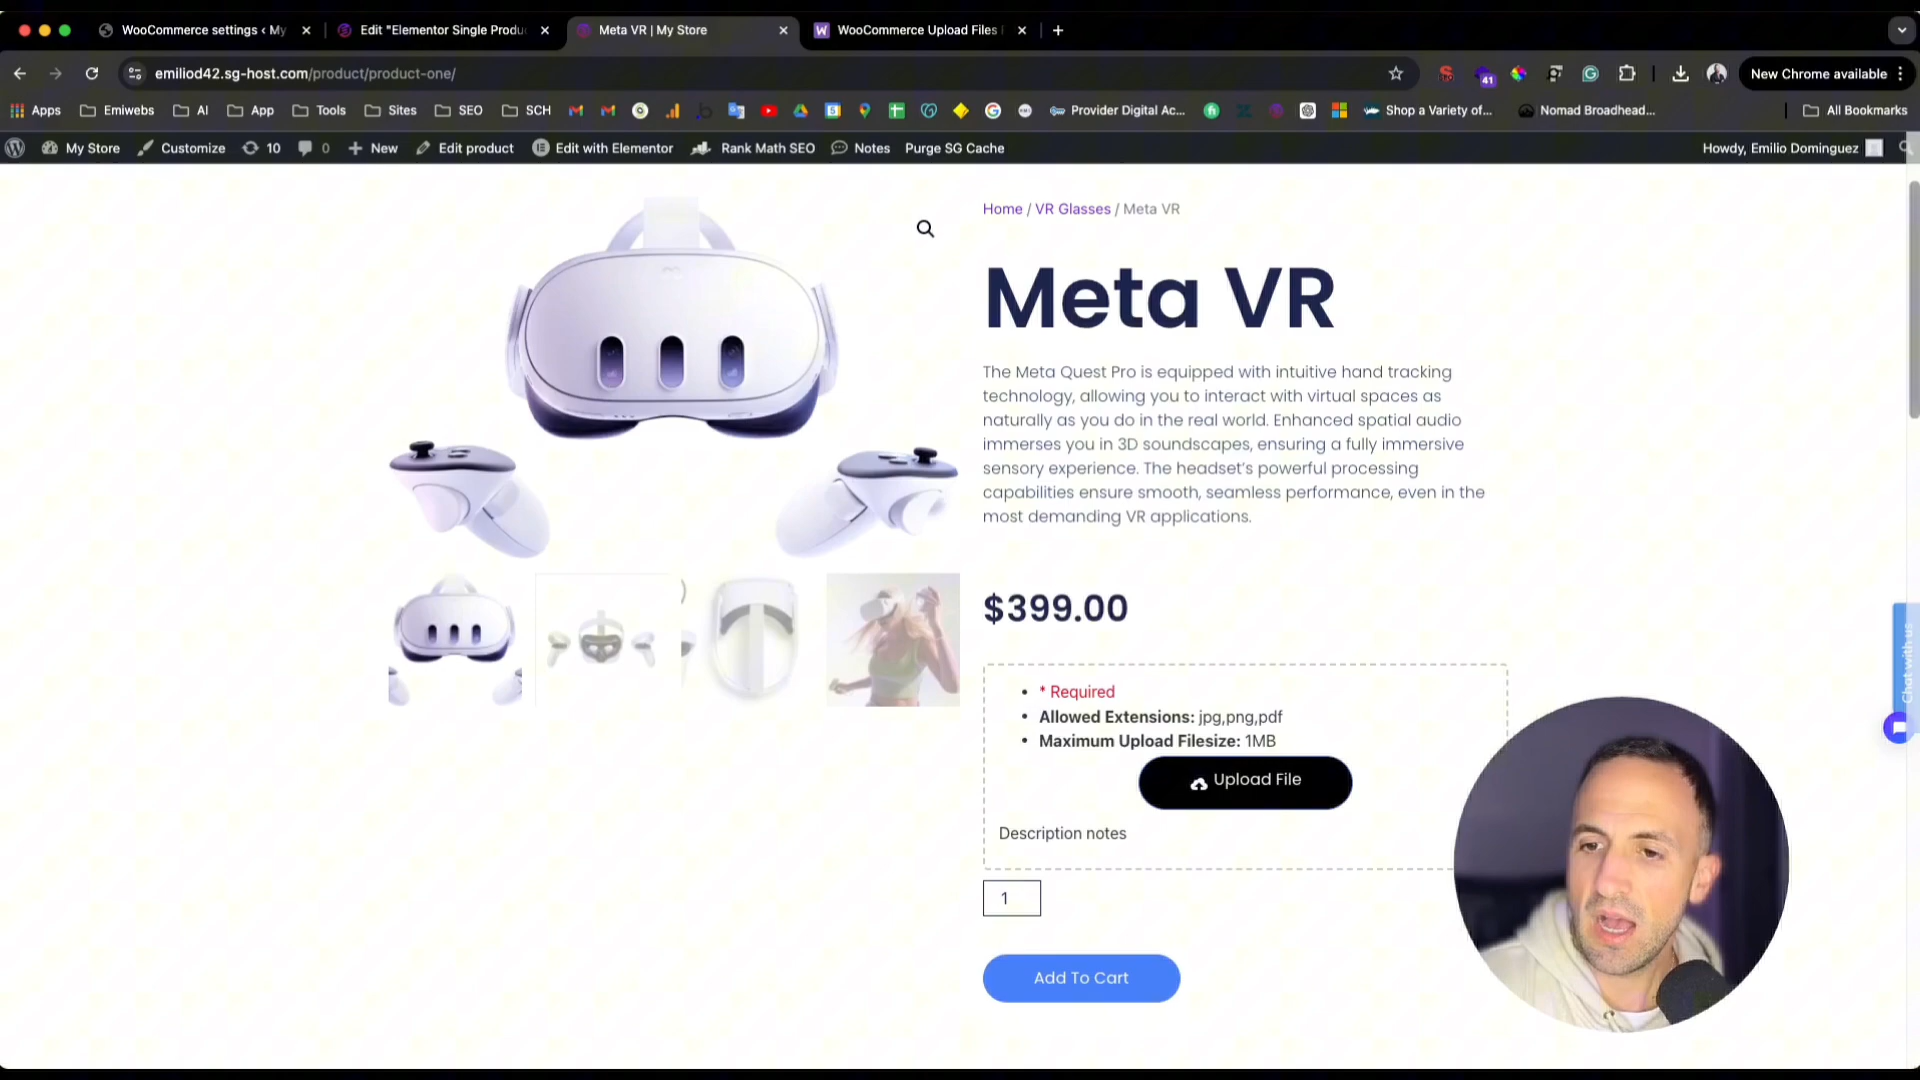 WooCommerce settings ‹ My
Edit "Elementor Single Produ
Meta VR | My Store
WooCommerce Upload Files
emiliod42.sg-host.com/product/product-one/
41
New Chrome available
Apps
Emiwebs
AI
App
Tools
Sites
SEO
SCH
Provider Digital Ac...
Shop a Variety of...
Nomad Broadhead...
All Bookmarks
My Store
Customize
10
0
New
Edit product
Edit with Elementor
Rank Math SEO
Notes
Purge SG Cache
Howdy, Emilio Dominguez
Home / VR Glasses / Meta VR
Meta VR
The Meta Quest Pro is equipped with intuitive hand tracking
technology, allowing you to interact with virtual spaces as
naturally as you do in the real world. Enhanced spatial audio
immerses you in 3D soundscapes, ensuring a fully immersive
sensory experience. The headset's powerful processing
capabilities ensure smooth, seamless performance, even in the
most demanding VR applications.
$399.00
* Required
Allowed Extensions: jpg,png,pdf
Maximum Upload Filesize: 1MB
Upload File
Description notes
1
Add To Cart
Chat with us